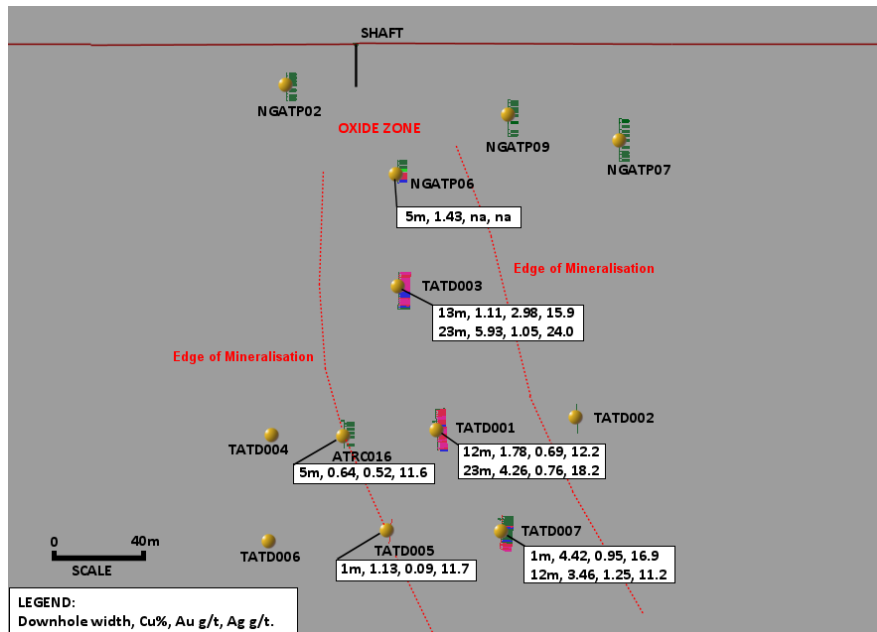 SHAFT
NGATP02
OXIDE ZONE
NGATP09
NGATP07
NGATP06
5m, 1.43, na, na
Edge of Mineralisation
TATD003
13m, 1.11, 2.98, 15.9
23m, 5.93, 1.05, 24.0
Edge of Mineralisation
TATD004
ATRC016
5m, 0.64, 0.52, 11.6
TATD001
12m, 1.78, 0.69, 12.2
23m, 4.26, 0.76, 18.2
TATD002
TATD006
TATD005
1m, 1.13, 0.09, 11.7
TATD007
1m, 4.42, 0.95, 16.9
12m, 3.46, 1.25, 11.2
0 40m
SCALE
LEGEND:
Downhole width, Cu%, Au g/t, Ag g/t.